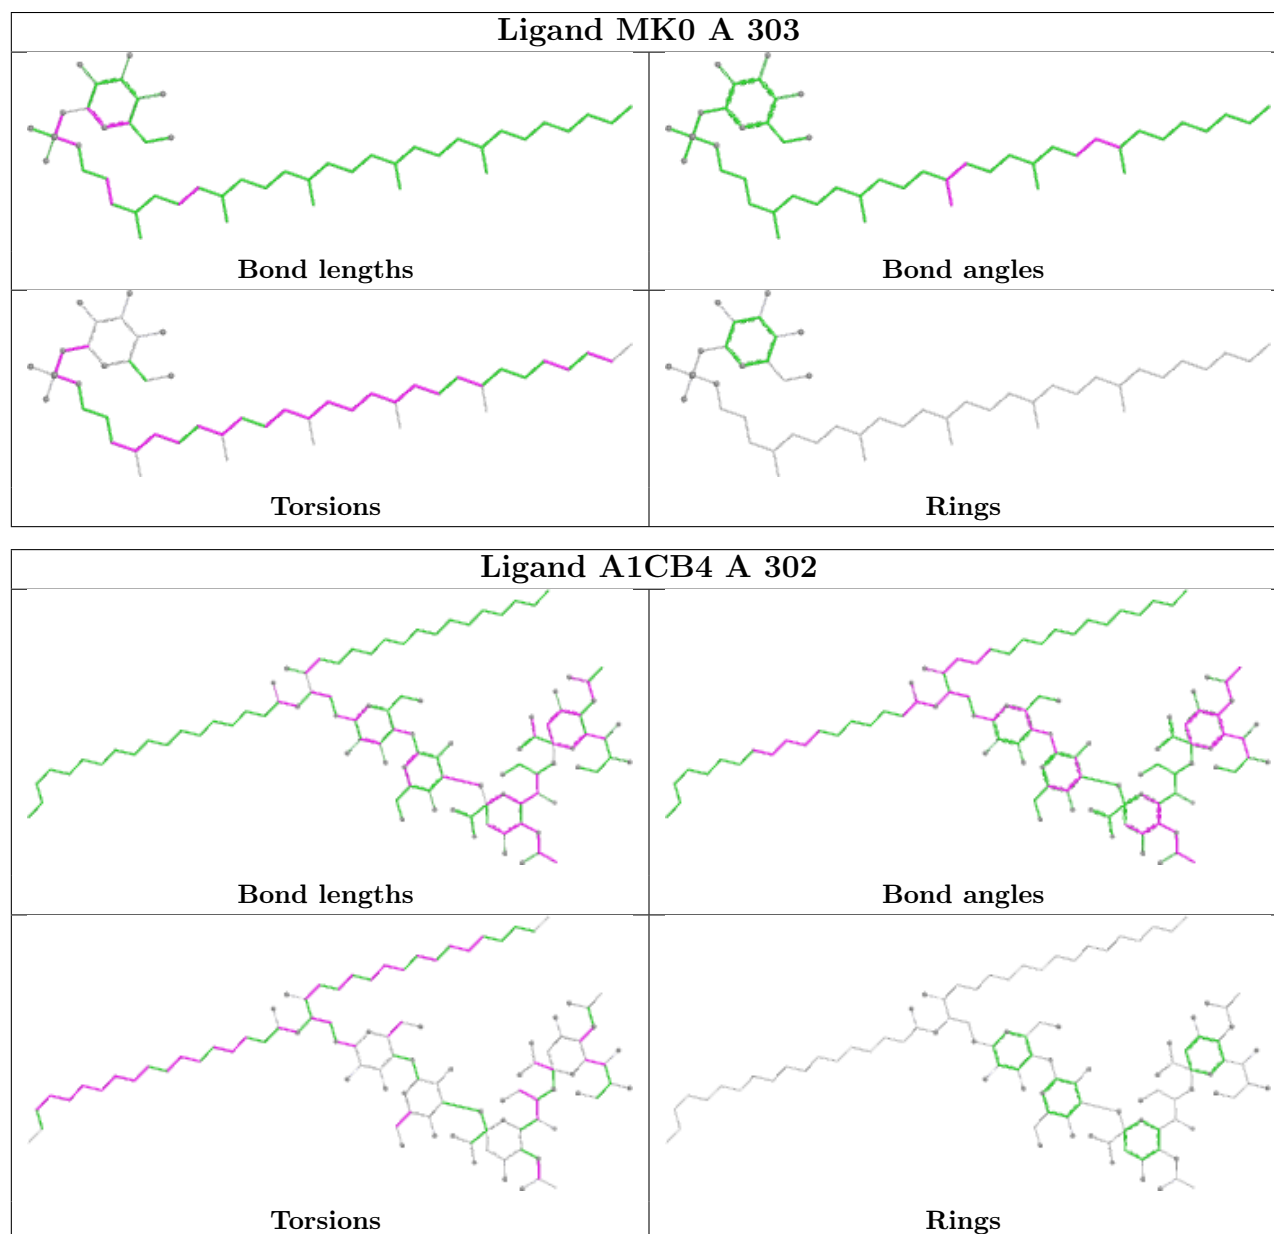 Ligand MK0 A 303
Bond lengths
Bond angles
Torsions
Rings
Ligand A1CB4 A 302
Bond lengths
Bond angles
Torsions
Rings